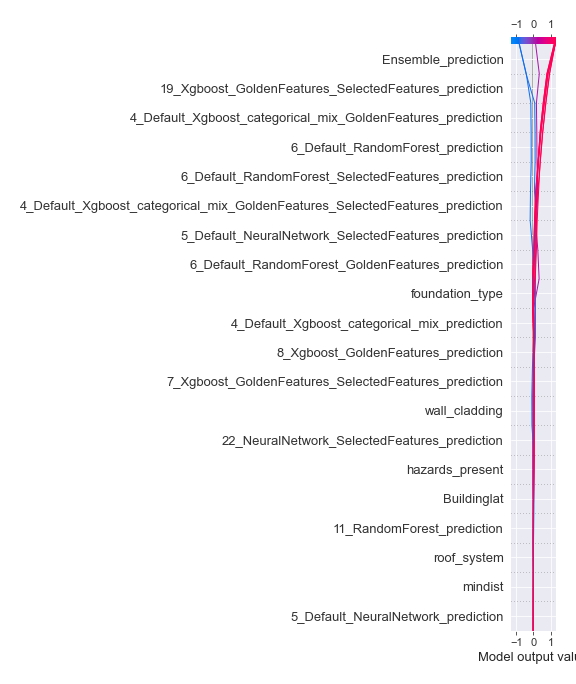 −1 0 1
Ensemble_prediction
19_Xgboost_GoldenFeatures_SelectedFeatures_prediction
4_Default_Xgboost_categorical_mix_GoldenFeatures_prediction
6_Default_RandomForest_prediction
6_Default_RandomForest_SelectedFeatures_prediction
4_Default_Xgboost_categorical_mix_GoldenFeatures_SelectedFeatures_prediction
5_Default_NeuralNetwork_SelectedFeatures_prediction
6_Default_RandomForest_GoldenFeatures_prediction
foundation_type
4_Default_Xgboost_categorical_mix_prediction
8_Xgboost_GoldenFeatures_prediction
7_Xgboost_GoldenFeatures_SelectedFeatures_prediction
wall_cladding
22_NeuralNetwork_SelectedFeatures_prediction
hazards_present
Buildinglat
11_RandomForest_prediction
roof_system
mindist
5_Default_NeuralNetwork_prediction
−1 0 1
Model output valu